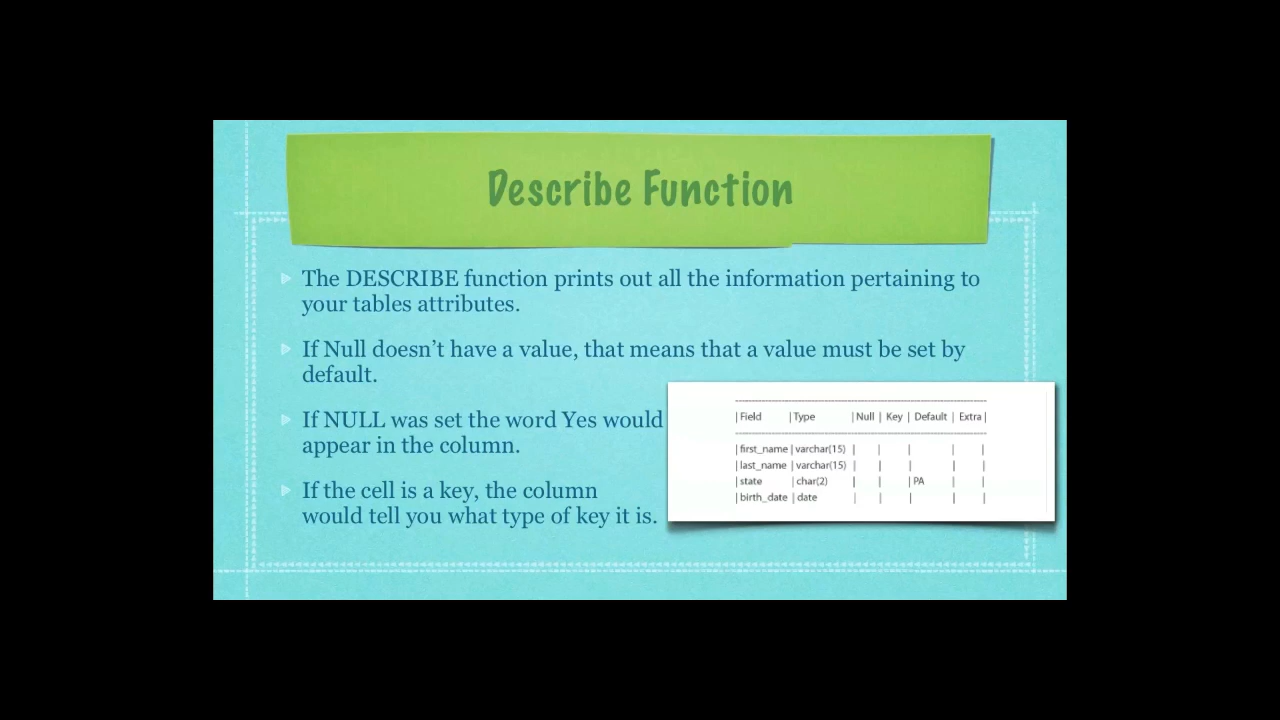 Describe Function
The DESCRIBE function prints out all the information pertaining to
your tables attributes.
If Null doesn’t have a value, that means that a value must be set by
default.
If NULL was set the word Yes would
appear in the column.
If the cell is a key, the column
would tell you what type of key it is.
| Field | Type | Null | Key | Default | Extra |
| first_name | varchar(15) | | | | |
| last_name | varchar(15) | | | | |
| state | char(2) | | | PA | |
| birth_date | date | | | | |